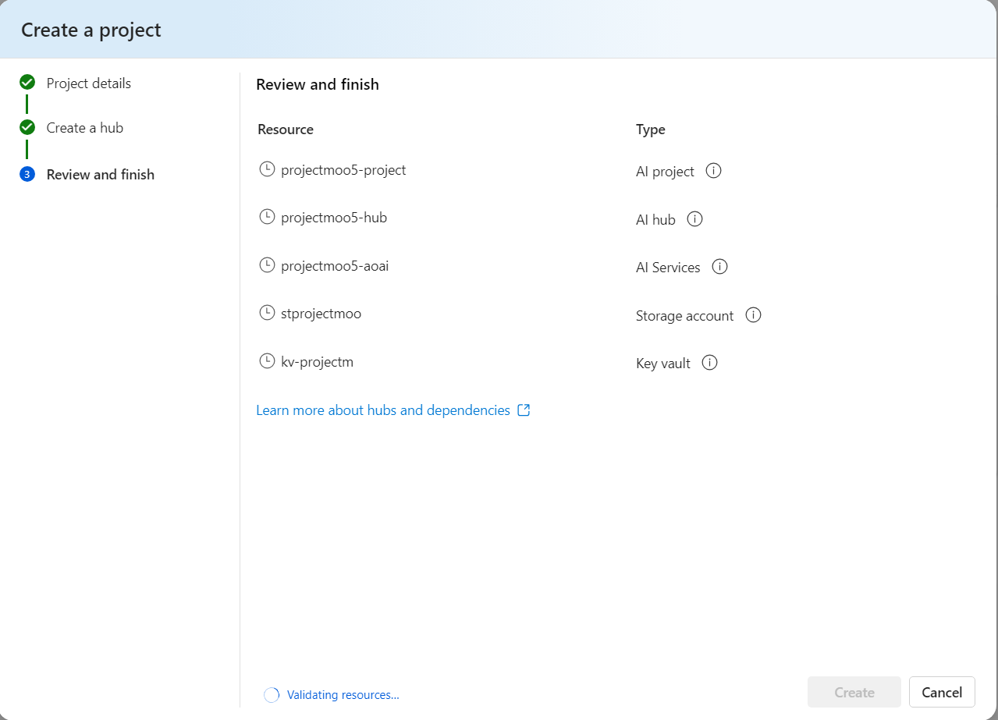 Create a project
Project details
Create a hub
3 Review and finish
Review and finish
Resource Type
projectmoo5-project AI project
projectmoo5-hub AI hub
projectmoo5-aoai AI Services
stprojectmoo Storage account
kv-projectm Key vault
Learn more about hubs and dependencies
Validating resources...
Create Cancel